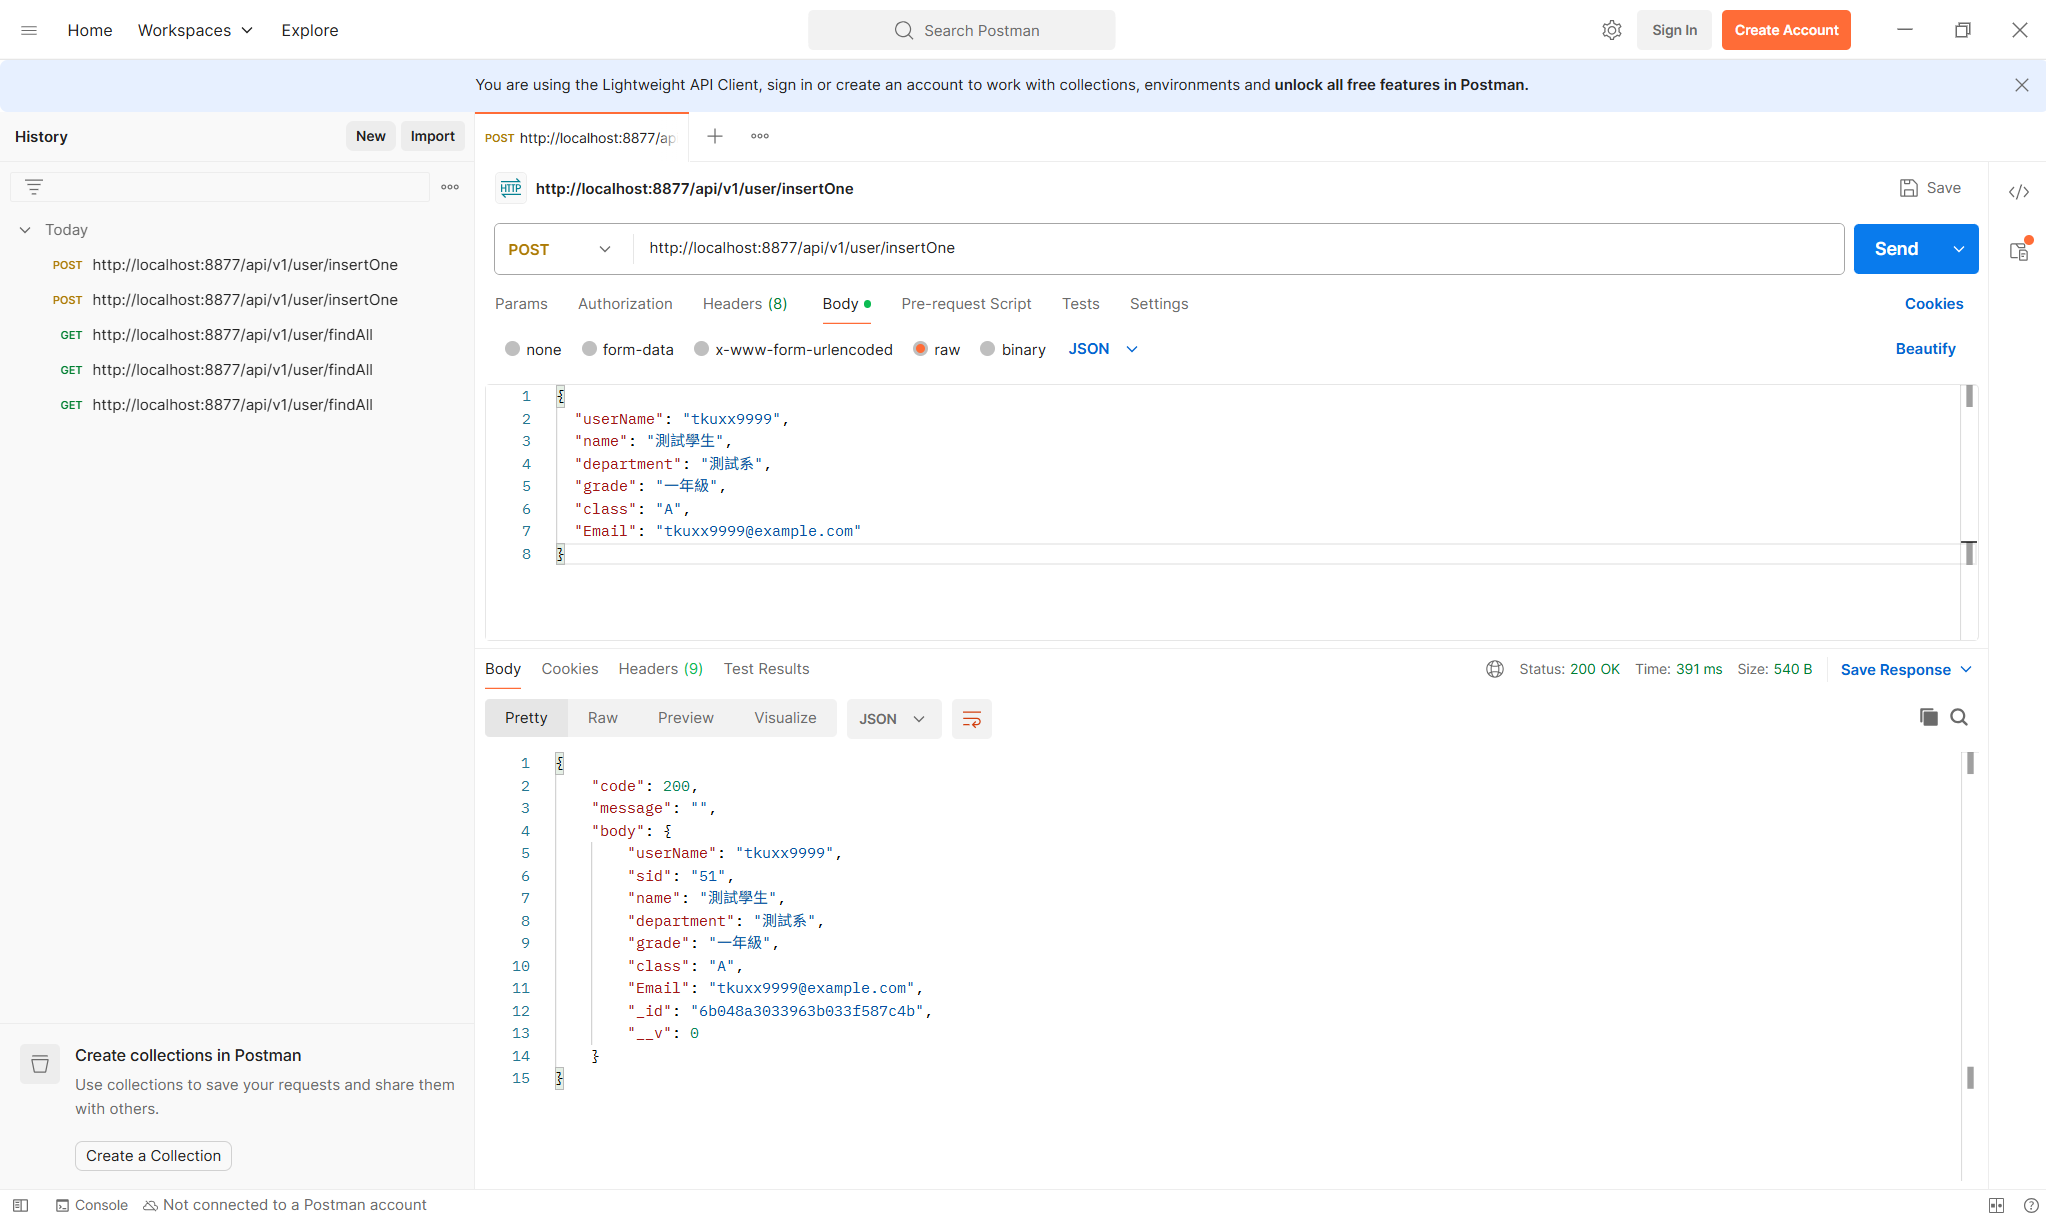 Home Workspaces Explore Search Postman Sign In Create Account
You are using the Lightweight API Client, sign in or create an account to work with collections, environments and unlock all free features in Postman.
History New Import
Today
POST http://localhost:8877/api/v1/user/insertOne
POST http://localhost:8877/api/v1/user/insertOne
GET http://localhost:8877/api/v1/user/findAll
GET http://localhost:8877/api/v1/user/findAll
GET http://localhost:8877/api/v1/user/findAll
Create collections in Postman
Use collections to save your requests and share them
with others.
Create a Collection
POST http://localhost:8877/ap
HTTP http://localhost:8877/api/v1/user/insertOne Save
POST http://localhost:8877/api/v1/user/insertOne Send
Params Authorization Headers (8) Body Pre-request Script Tests Settings Cookies
none form-data x-www-form-urlencoded raw binary JSON Beautify
1 {
2 "userName": "tkuxx9999",
3 "name": "測試學生",
4 "department": "測試系",
5 "grade": "一年級",
6 "class": "A",
7 "Email": "tkuxx9999@example.com"
8 }
Body Cookies Headers (9) Test Results Status: 200 OK Time: 391 ms Size: 540 B Save Response
Pretty Raw Preview Visualize JSON
1 {
2 "code": 200,
3 "message": "",
4 "body": {
5 "userName": "tkuxx9999",
6 "sid": "51",
7 "name": "測試學生",
8 "department": "測試系",
9 "grade": "一年級",
10 "class": "A",
11 "Email": "tkuxx9999@example.com",
12 "_id": "6b048a3033963b033f587c4b",
13 "__v": 0
14 }
15 }
Console Not connected to a Postman account